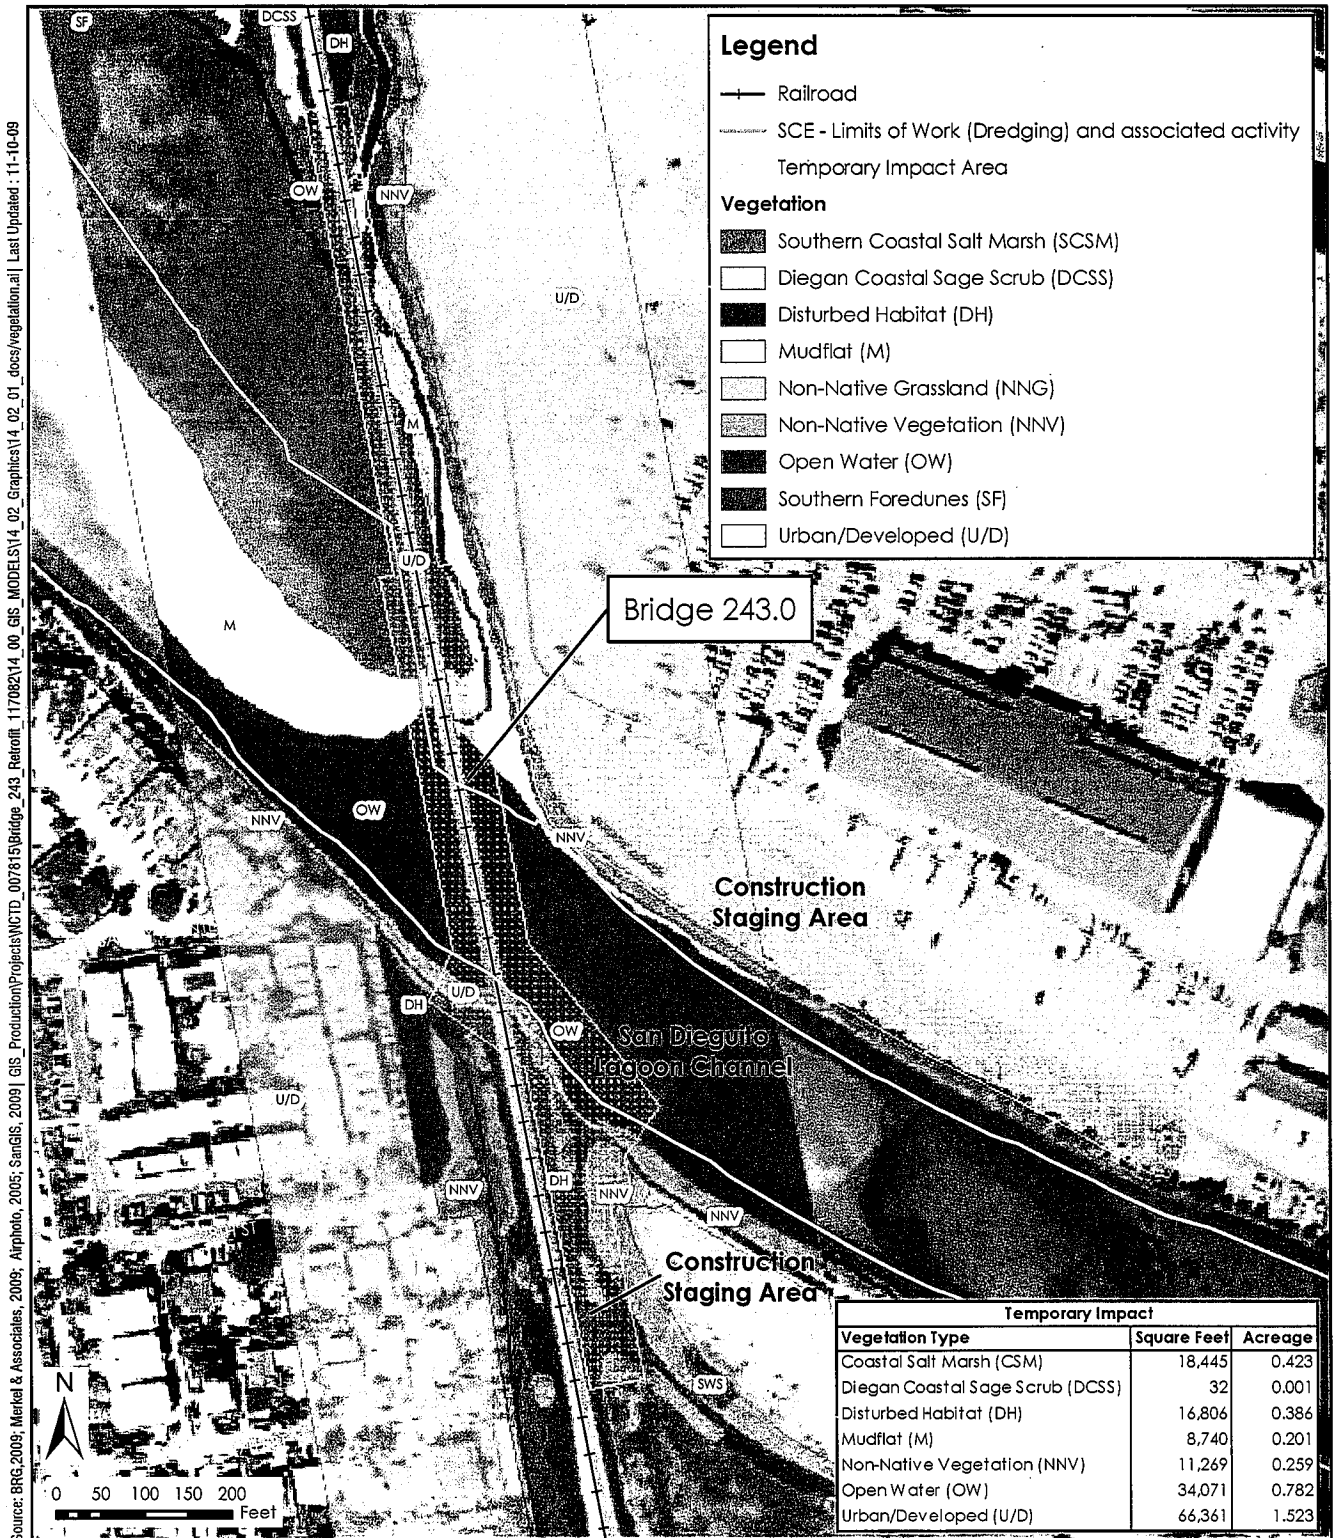 SF
DCSS
DH
Legend
Railroad
SCE - Limits of Work (Dredging) and associated activity
Temporary Impact Area
Vegetation
Southern Coastal Salt Marsh (SCSM)
Diegan Coastal Sage Scrub (DCSS)
Disturbed Habitat (DH)
Mudflat (M)
Non-Native Grassland (NNG)
Non-Native Vegetation (NNV)
Open Water (OW)
Southern Foredunes (SF)
Urban/Developed (U/D)
OW
NNV
U/D
M
U/D
Bridge 243.0
M
OW
NNV
NNV
Construction
Staging Area
DH
U/D
OW
San Dieguito
Lagoon Channel
U/D
NNV
DH
NNV
NNV
Construction
Staging Area
SWS
N
0 50 100 150 200
Feet
Temporary Impact
Vegetation Type Square Feet Acreage
Coastal Salt Marsh (CSM) 18,445 0.423
Diegan Coastal Sage Scrub (DCSS) 32 0.001
Disturbed Habitat (DH) 16,806 0.386
Mudflat (M) 8,740 0.201
Non-Native Vegetation (NNV) 11,269 0.259
Open Water (OW) 34,071 0.782
Urban/Developed (U/D) 66,361 1.523
Source: BRG,2009; Merkel & Associates, 2009; Airphoto, 2005; SanGIS, 2009| GIS_Production\Projects\NCTD_007815\Bridge_243_Retrofit_117082\14_00_GIS_MODELS\14_02_Graphics\14_02_01_docs/vegetation.ai| Last Updated : 11-10-09